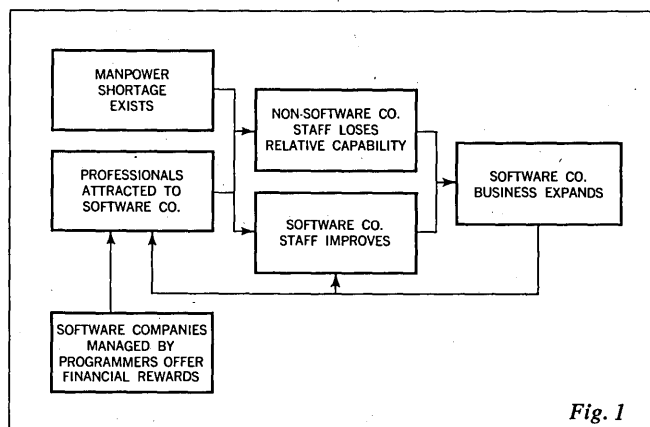 MANPOWER
SHORTAGE
EXISTS
NON-SOFTWARE CO.
STAFF LOSES
RELATIVE CAPABILITY
PROFESSIONALS
ATTRACTED TO
SOFTWARE CO.
SOFTWARE CO.
STAFF IMPROVES
SOFTWARE CO.
BUSINESS EXPANDS
SOFTWARE COMPANIES
MANAGED BY
PROGRAMMERS OFFER
FINANCIAL REWARDS
Fig. 1